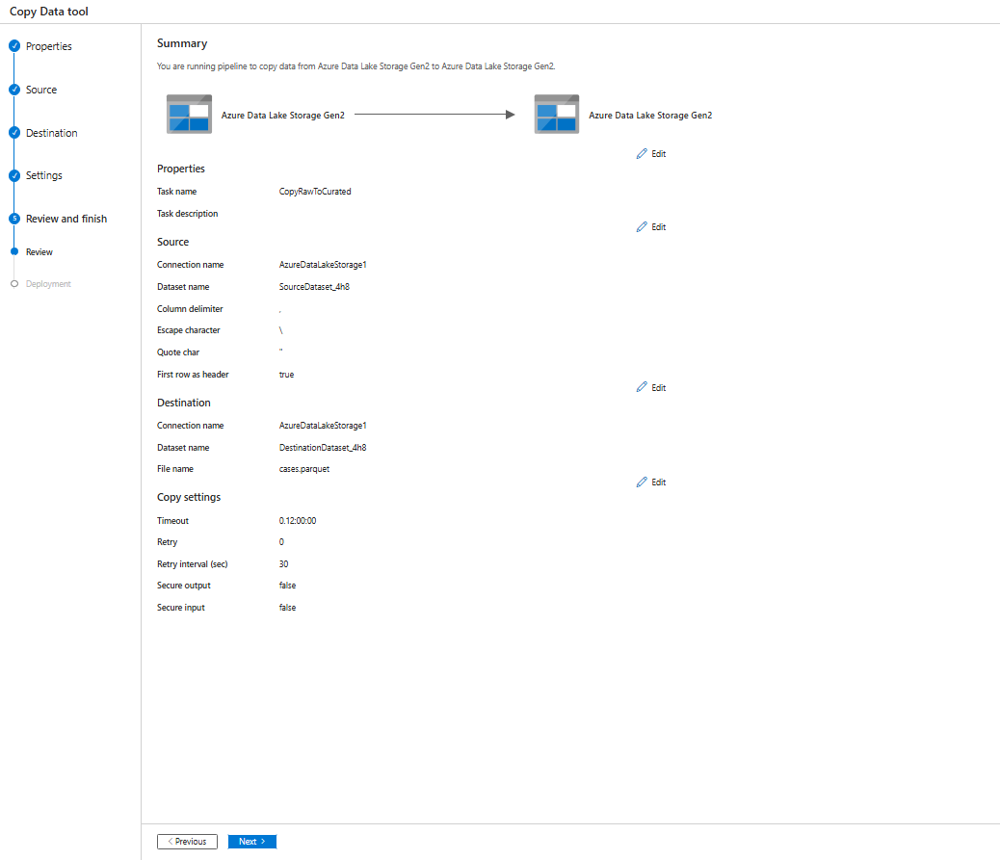 Copy Data tool
Properties
Source
Destination
Settings
5 Review and finish
Review
Deployment
Summary
You are running pipeline to copy data from Azure Data Lake Storage Gen2 to Azure Data Lake Storage Gen2.
Azure Data Lake Storage Gen2 Azure Data Lake Storage Gen2
Edit
Properties
Task name CopyRawToCurated
Task description
Edit
Source
Connection name AzureDataLakeStorage1
Dataset name SourceDataset_4h8
Column delimiter ,
Escape character \
Quote char "
First row as header true
Edit
Destination
Connection name AzureDataLakeStorage1
Dataset name DestinationDataset_4h8
File name cases.parquet
Edit
Copy settings
Timeout 0.12:00:00
Retry 0
Retry interval (sec) 30
Secure output false
Secure input false
< Previous Next >